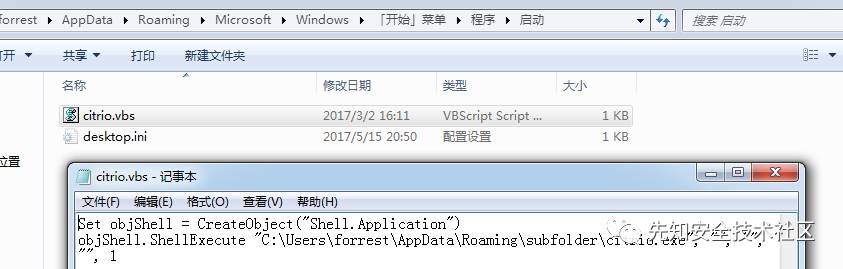 forrest ▸ AppData ▸ Roaming ▸ Microsoft ▸ Windows ▸ 「开始」菜单 ▸ 程序 ▸ 启动 搜索 启动
打开 共享 打印 新建文件夹
名称 修改日期 类型 大小
citrio.vbs 2017/3/2 16:11 VBScript Script ... 1 KB
desktop.ini 2017/5/15 20:50 配置设置 1 KB
位置
citrio.vbs - 记事本
文件(F) 编辑(E) 格式(O) 查看(V) 帮助(H)
Set objShell = CreateObject("Shell.Application")
objShell.ShellExecute "C:\Users\forrest\AppData\Roaming\subfolder\citrio.exe", "", "",
"", 1
先知安全技术社区